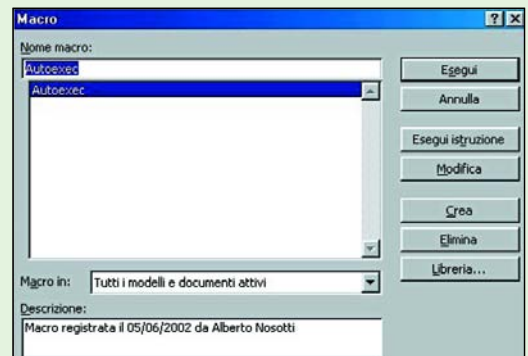 Macro
Nome macro:
Autoexec
Autoexec
Esegui
Annulla
Esegui istruzione
Modifica
Crea
Elimina
Libreria...
Macro in: Tutti i modelli e documenti attivi
Descrizione:
Macro registrata il 05/06/2002 da Alberto Nosotti